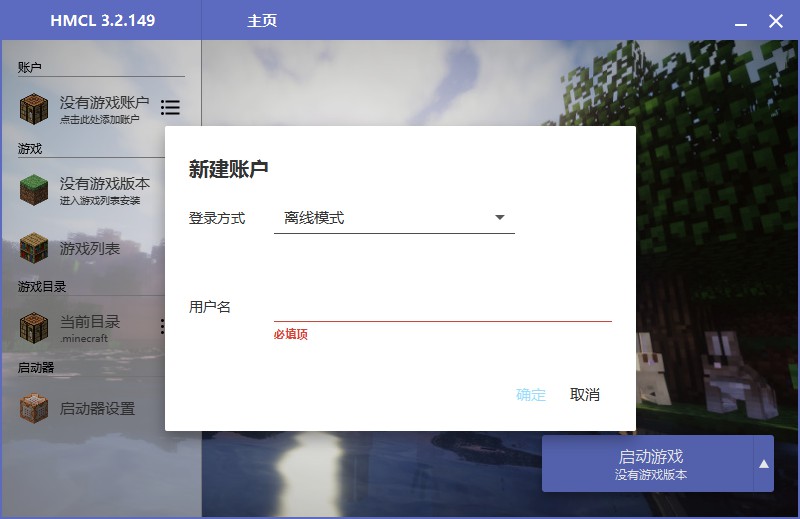 HMCL 3.2.149
主页
账户
没有游戏账户
点击此处添加账户
游戏
没有游戏版本
进入游戏列表安装
游戏列表
游戏目录
当前目录
.minecraft
启动器
启动器设置
新建账户
登录方式 离线模式
用户名
必填项
确定 取消
启动游戏
没有游戏版本